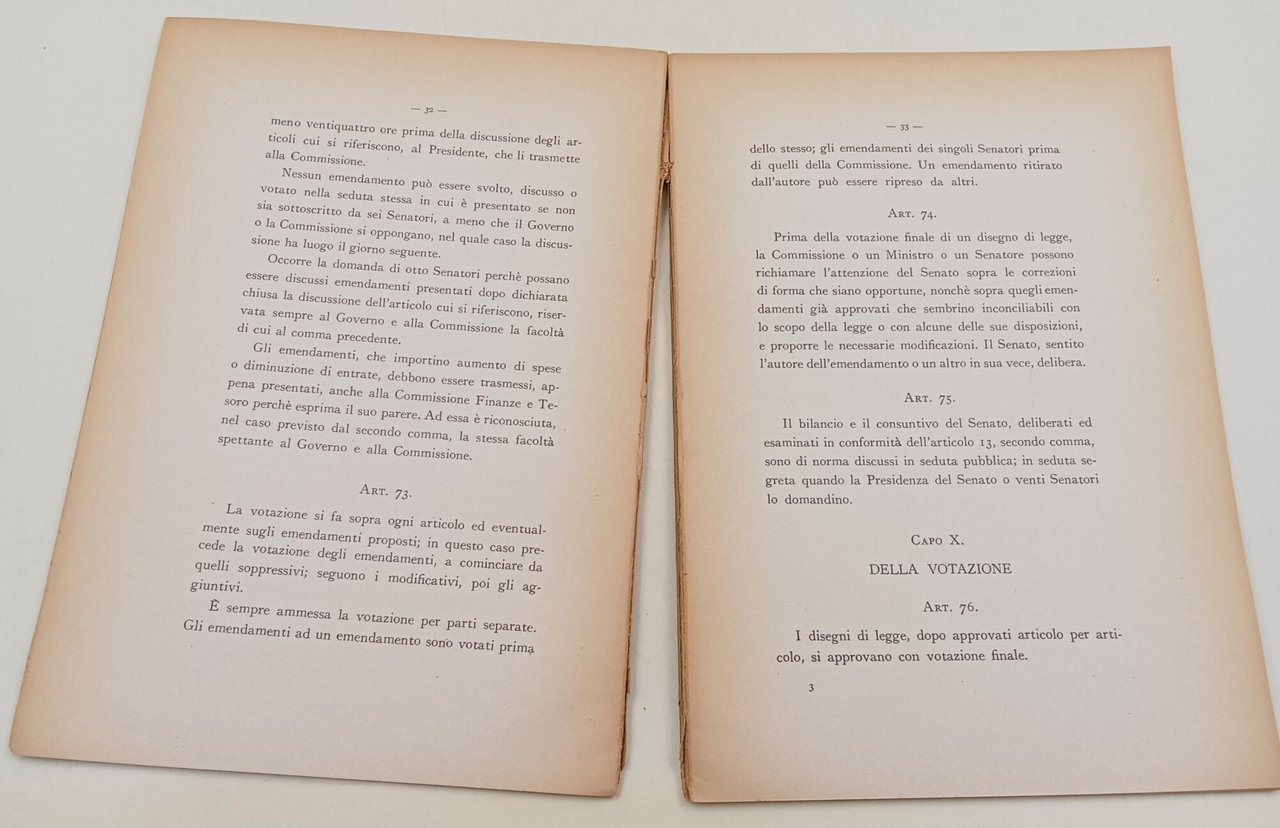 — 32 —
meno ventiquattro ore prima della discussione degli ar-
ticoli cui si riferiscono, al Presidente, che li trasmette
alla Commissione.
Nessun emendamento può essere svolto, discusso o
votato nella seduta stessa in cui è presentato se non
sia sottoscritto da sei Senatori, a meno che il Governo
o la Commissione si oppongano, nel quale caso la discus-
sione ha luogo il giorno seguente.
Occorre la domanda di otto Senatori perchè possano
essere discussi emendamenti presentati dopo dichiarata
chiusa la discussione dell'articolo cui si riferiscono, riser-
vata sempre al Governo e alla Commissione la facoltà
di cui al comma precedente.
Gli emendamenti, che importino aumento di spese
o diminuzione di entrate, debbono essere trasmessi, ap-
pena presentati, anche alla Commissione Finanze e Te-
soro perchè esprima il suo parere. Ad essa è riconosciuta,
nel caso previsto dal secondo comma, la stessa facoltà
spettante al Governo e alla Commissione.
ART. 73.
La votazione si fa sopra ogni articolo ed eventual-
mente sugli emendamenti proposti; in questo caso pre-
cede la votazione degli emendamenti, a cominciare da
quelli soppressivi; seguono i modificativi, poi gli ag-
giuntivi.
È sempre ammessa la votazione per parti separate.
Gli emendamenti ad un emendamento sono votati prima
— 33 —
dello stesso; gli emendamenti dei singoli Senatori prima
di quelli della Commissione. Un emendamento ritirato
dall'autore può essere ripreso da altri.
ART. 74.
Prima della votazione finale di un disegno di legge,
la Commissione o un Ministro o un Senatore possono
richiamare l'attenzione del Senato sopra le correzioni
di forma che siano opportune, nonchè sopra quegli emen-
damenti già approvati che sembrino inconciliabili con
lo scopo della legge o con alcune delle sue disposizioni,
e proporre le necessarie modificazioni. Il Senato, sentito
l'autore dell'emendamento o un altro in sua vece, delibera.
ART. 75.
Il bilancio e il consuntivo del Senato, deliberati ed
esaminati in conformità dell'articolo 13, secondo comma,
sono di norma discussi in seduta pubblica; in seduta se-
greta quando la Presidenza del Senato o venti Senatori
lo domandino.
CAPO X.
DELLA VOTAZIONE
ART. 76.
I disegni di legge, dopo approvati articolo per arti-
colo, si approvano con votazione finale.
3